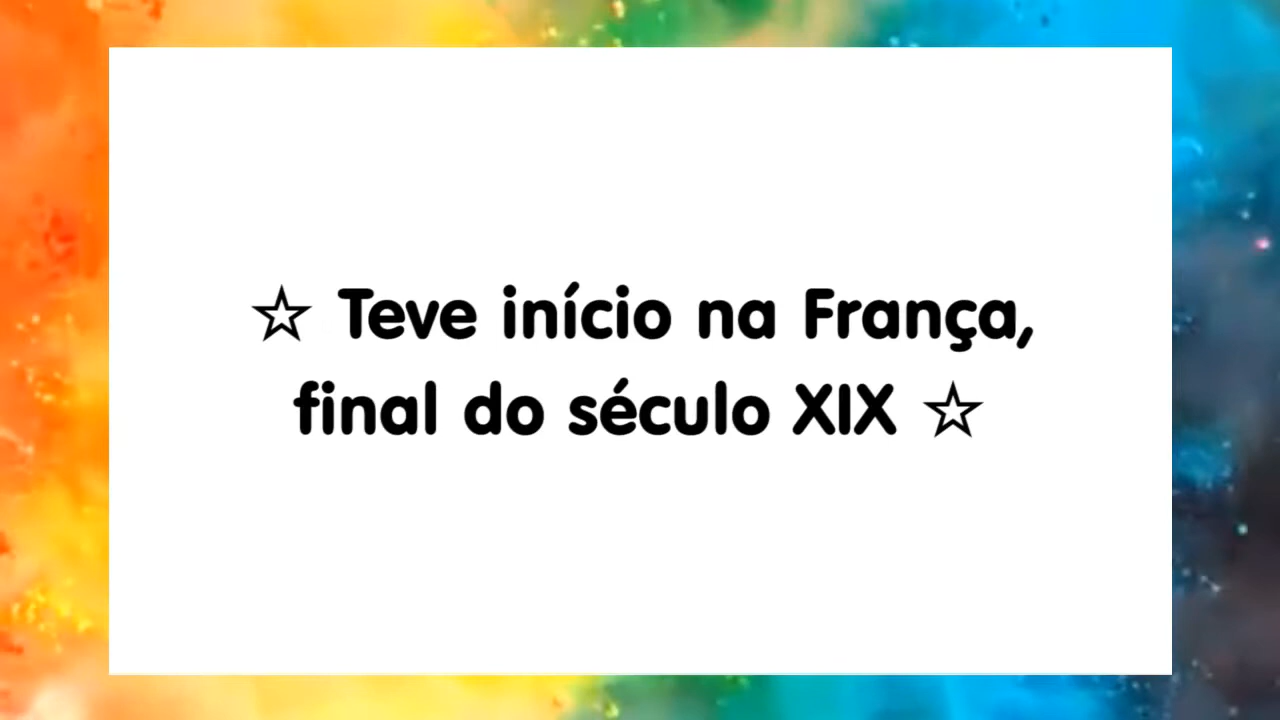 ☆ Teve início na França,
final do século XIX ☆